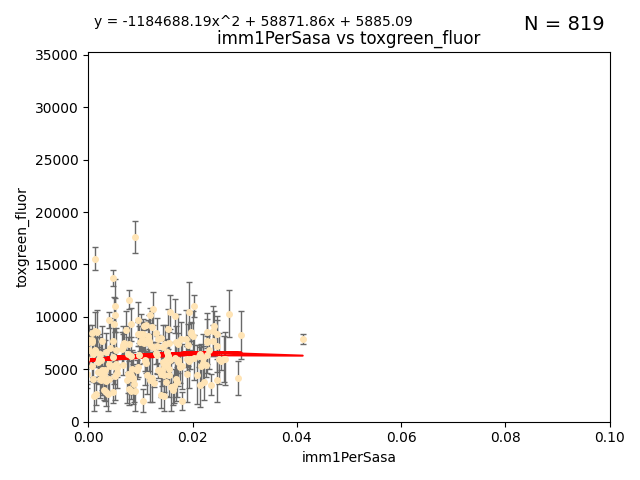 y = -1184688.19x^2 + 58871.86x + 5885.09
N = 819
imm1PerSasa vs toxgreen_fluor
35000
30000
25000
20000
15000
10000
5000
0
toxgreen_fluor
0.00 0.02 0.04 0.06 0.08 0.10
imm1PerSasa